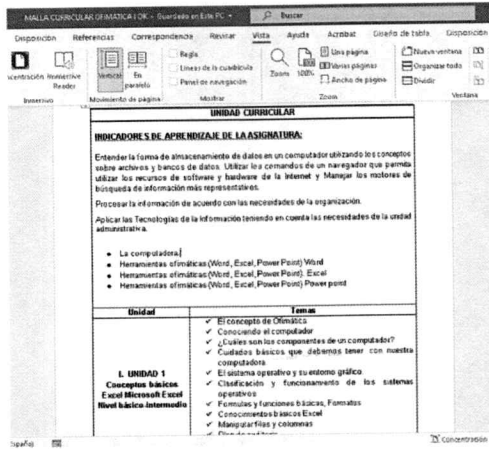 MALLA CURRICULAR OFIMATICA I OK - Guardado en Este PC
Buscar
Disposición Referencias Correspondencia Revisar Vista Ayuda Acrobat Diseño de tabla Disposición
Regla
Líneas de la cuadrícula
Panel de navegación
Una página
Varias páginas
Ancho de página
Nueva ventana
Organizar todo
Dividir
Immersive Reader
Vertical
En paralelo
Zoom
100%
Movimiento de página
Mostrar
Zoom
Ventana
UNIDAD CURRICULAR
INDICADORES DE APRENDIZAJE DE LA ASIGNATURA:
Entender la forma de almacenamiento de datos en un computador utilizando los conceptos
sobre archivos y bancos de datos. Utilizar los comandos de un navegador que permita
utilizar los recursos de software y hardware de la Internet y Manejar los motores de
búsqueda de información más representativos.
Procesar la información de acuerdo con las necesidades de la organización.
Aplicar las Tecnologías de la Información teniendo en cuenta las necesidades de la unidad
administrativa.
• La computadora.
• Herramientas ofimáticas (Word, Excel, Power Point) Word
• Herramientas ofimáticas (Word, Excel, Power Point). Excel
• Herramientas ofimáticas (Word, Excel, Power Point) Power point
Unidad
Temas
I. UNIDAD 1
Conceptos básicos
Excel Microsoft Excel
Nivel básico-intermedio
✓ El concepto de Ofimática
✓ Conociendo el computador
✓ ¿Cuáles son los componentes de un computador?
✓ Cuidados básicos que debemos tener con nuestra
computadora
✓ El sistema operativo y su entorno gráfico.
✓ Clasificación y funcionamiento de los sistemas
operativos
✓ Formulas y funciones básicas, Formatos
✓ Conocimientos básicos Excel
✓ Manipular filas y columnas
Concentración